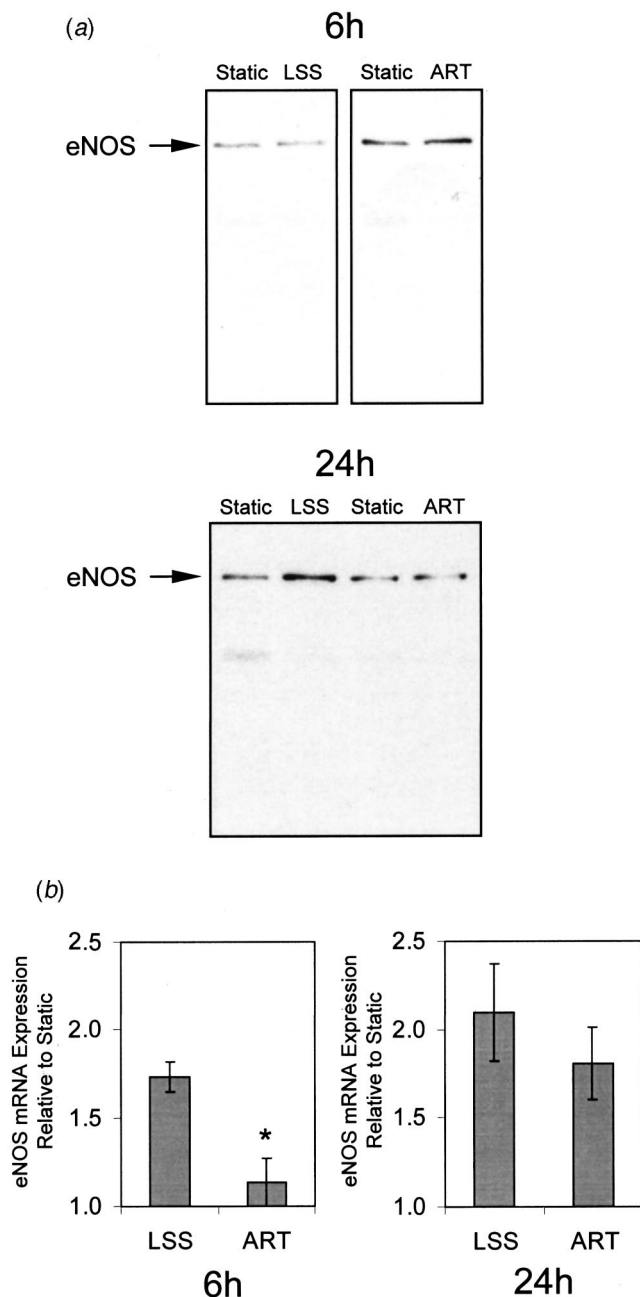 (a)
6h
Static LSS Static ART
eNOS
24h
Static LSS Static ART
eNOS
(b)
eNOS mRNA Expression
Relative to Static
2.5
2.0
1.5
1.0
*
LSS ART
6h
eNOS mRNA Expression
Relative to Static
2.5
2.0
1.5
1.0
LSS ART
24h